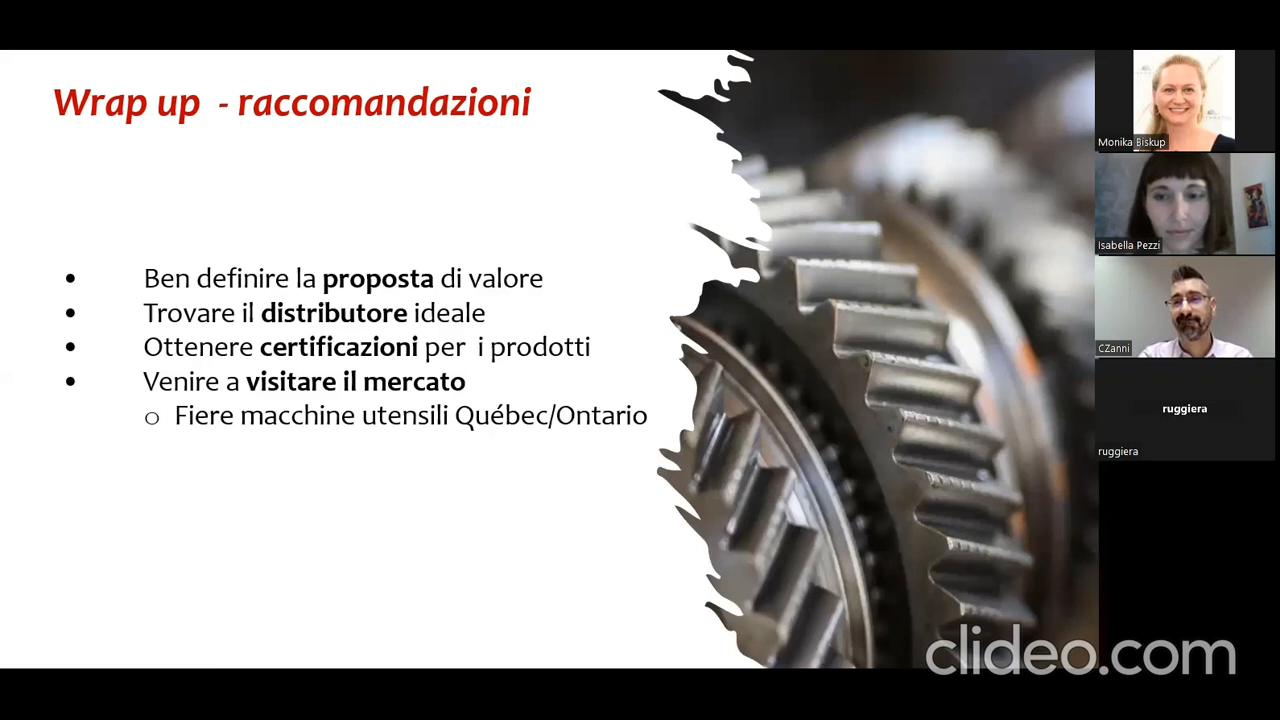 Wrap up - raccomandazioni
• Ben definire la proposta di valore
• Trovare il distributore ideale
• Ottenere certificazioni per i prodotti
• Venire a visitare il mercato
o Fiere macchine utensili Québec/Ontario
Monika Biskup
Isabella Pezzi
CZanni
ruggiera
ruggiera
clideo.com